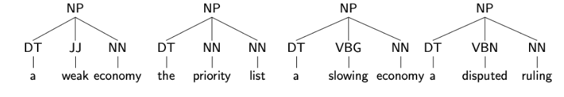 NP NP NP NP
DT JJ NN DT NN NN DT VBG NN DT VBN NN
a weak economy the priority list a slowing economy a disputed ruling